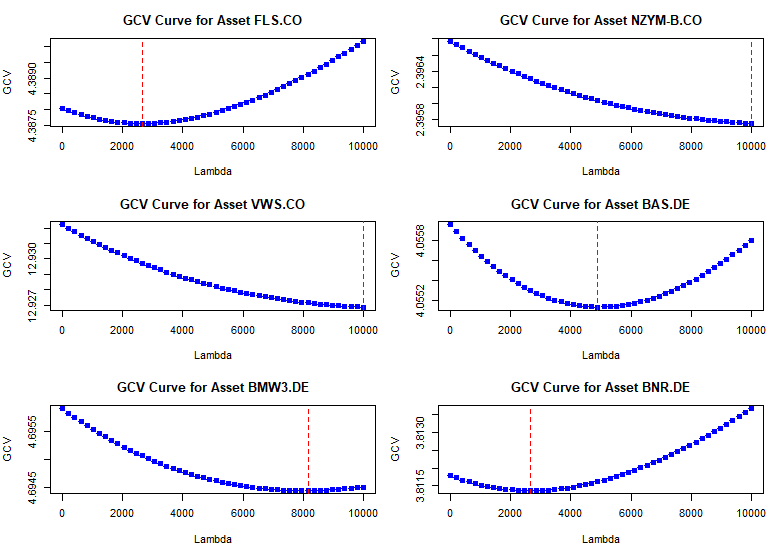 GCV Curve for Asset FLS.CO
GCV
4.3890
4.3875
0 2000 4000 6000 8000 10000
Lambda
GCV Curve for Asset NZYM-B.CO
GCV
2.3964
2.3958
0 2000 4000 6000 8000 10000
Lambda
GCV Curve for Asset VWS.CO
GCV
12.930
12.927
0 2000 4000 6000 8000 10000
Lambda
GCV Curve for Asset BAS.DE
GCV
4.0558
4.0552
0 2000 4000 6000 8000 10000
Lambda
GCV Curve for Asset BMW3.DE
GCV
4.6955
4.6945
0 2000 4000 6000 8000 10000
Lambda
GCV Curve for Asset BNR.DE
GCV
3.8130
3.8115
0 2000 4000 6000 8000 10000
Lambda